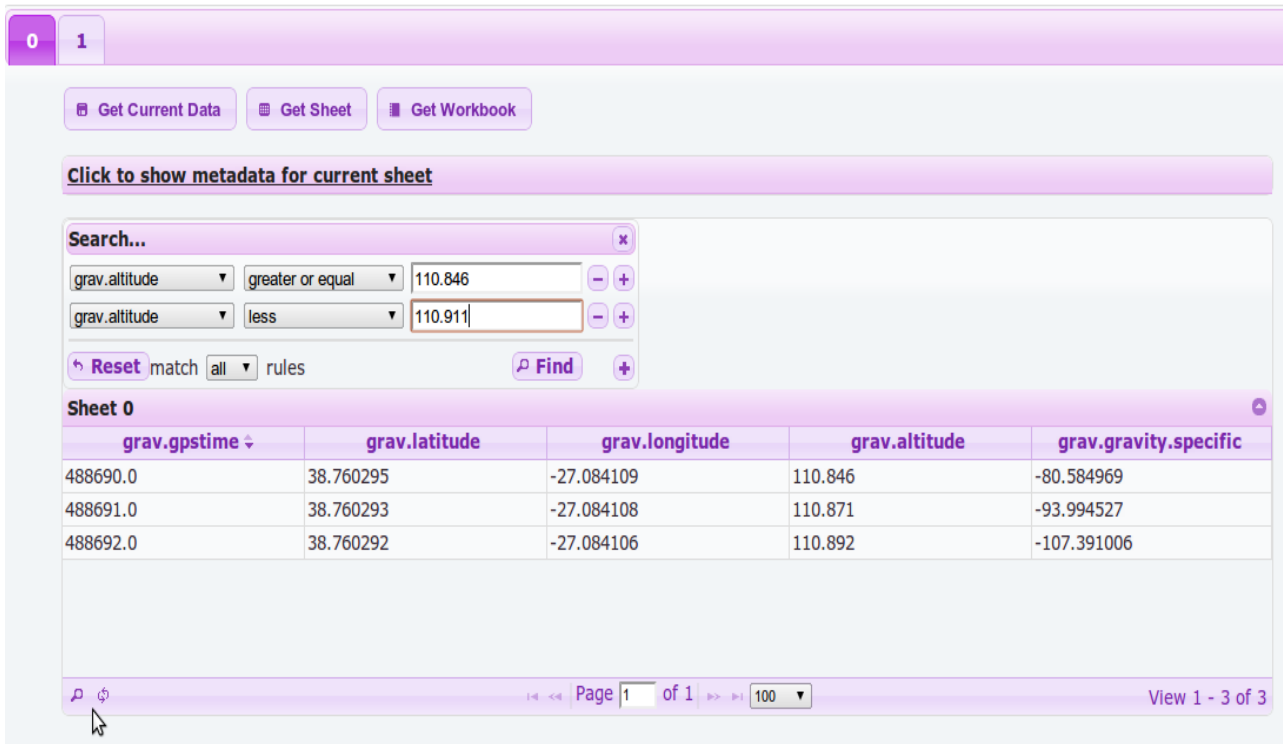 0 1
Get Current Data Get Sheet Get Workbook
Click to show metadata for current sheet
Search...
grav.altitude greater or equal 110.846
grav.altitude less 110.911
Reset match all rules Find
Sheet 0
grav.gpstime grav.latitude grav.longitude grav.altitude grav.gravity.specific
488690.0 38.760295 -27.084109 110.846 -80.584969
488691.0 38.760293 -27.084108 110.871 -93.994527
488692.0 38.760292 -27.084106 110.892 -107.391006
Page 1 of 1 100 View 1 - 3 of 3